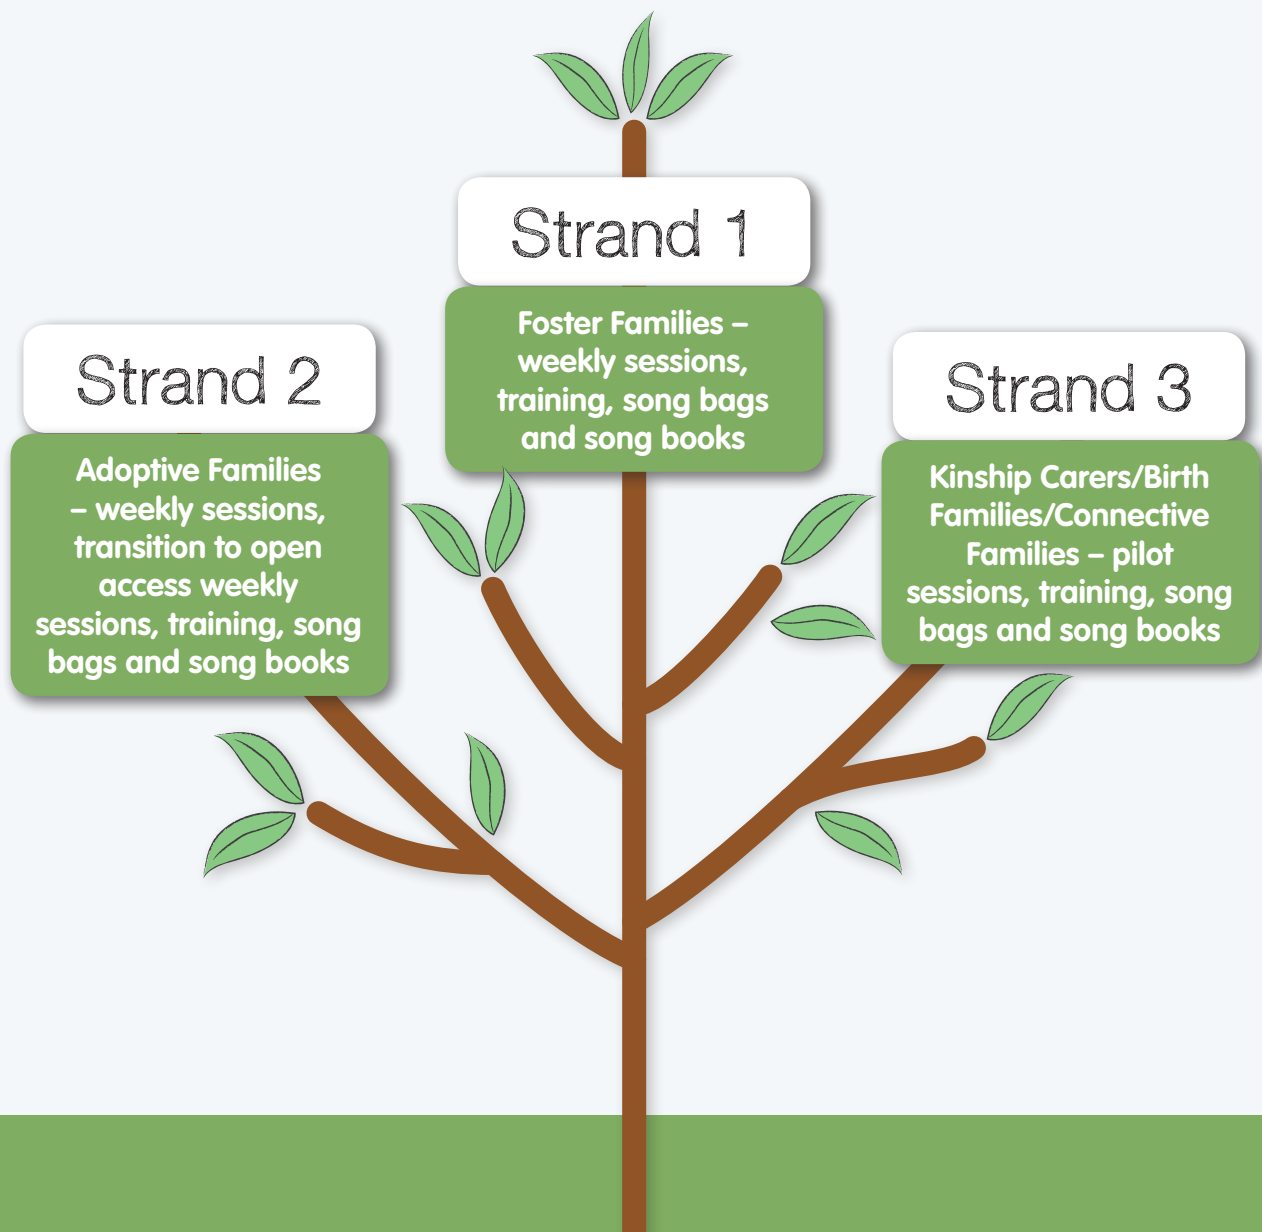 Strand 1
Foster Families –
weekly sessions,
training, song bags
and song books
Strand 2
Adoptive Families
– weekly sessions,
transition to open
access weekly
sessions, training, song
bags and song books
Strand 3
Kinship Carers/Birth
Families/Connective
Families – pilot
sessions, training, song
bags and song books